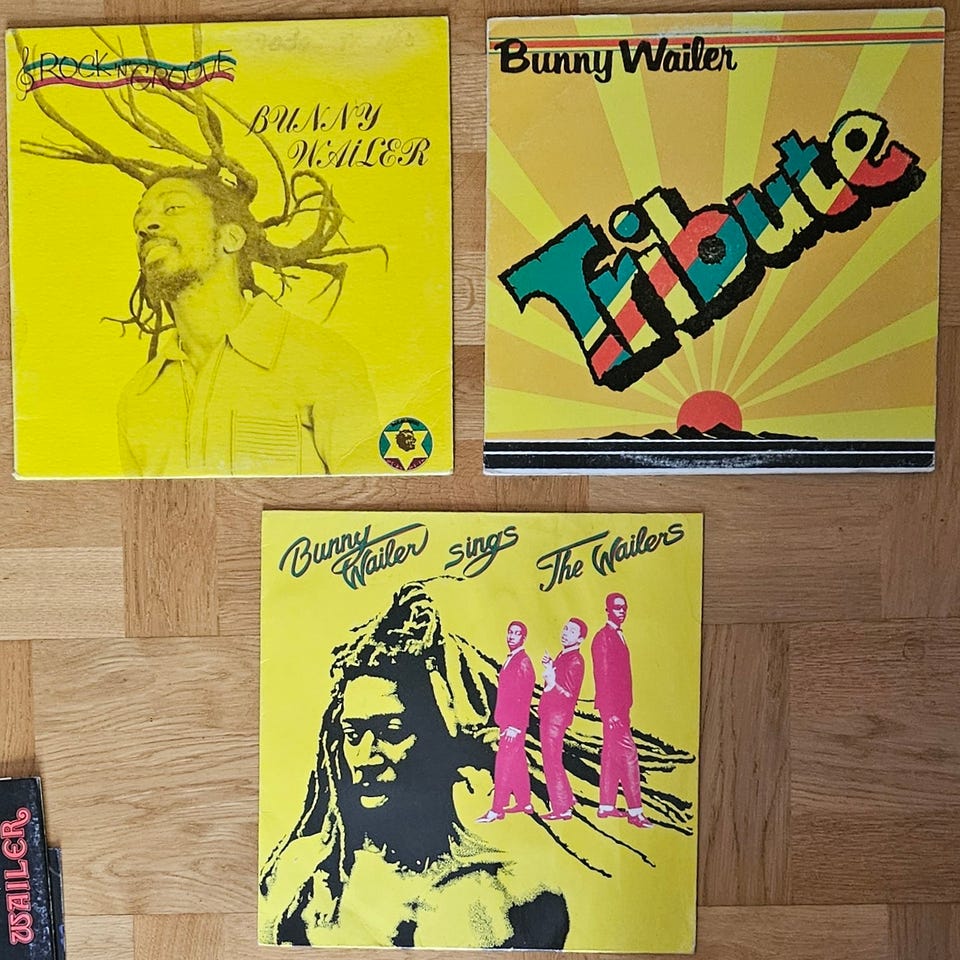 ROCK 'N' GROOVE
BUNNY
WAiLER
Bunny Wailer
Tribute
Bunny
Wailer sings The Wailers
WAILER